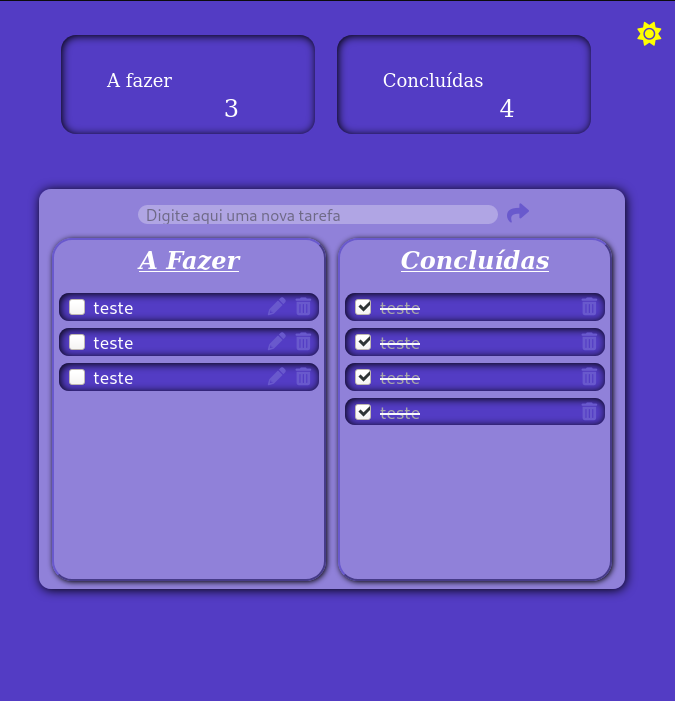 A fazer
3
Concluídas
4
Digite aqui uma nova tarefa
A Fazer
teste
teste
teste
Concluídas
teste
teste
teste
teste